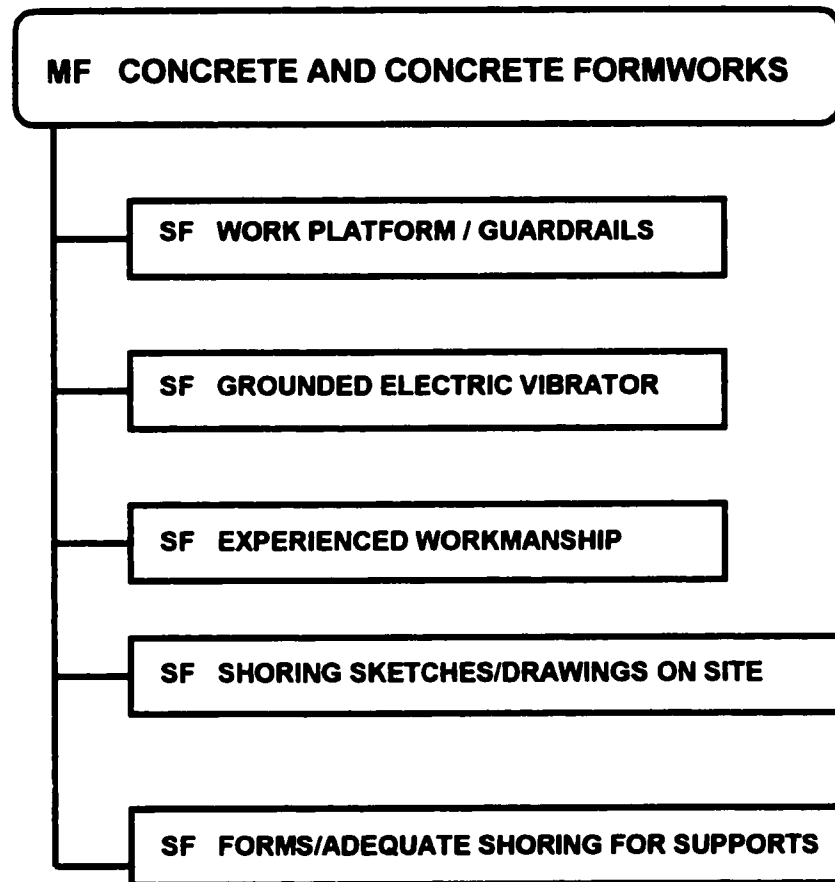 MF CONCRETE AND CONCRETE FORMWORKS
SF WORK PLATFORM / GUARDRAILS
SF GROUNDED ELECTRIC VIBRATOR
SF EXPERIENCED WORKMANSHIP
SF SHORING SKETCHES/DRAWINGS ON SITE
SF FORMS/ADEQUATE SHORING FOR SUPPORTS